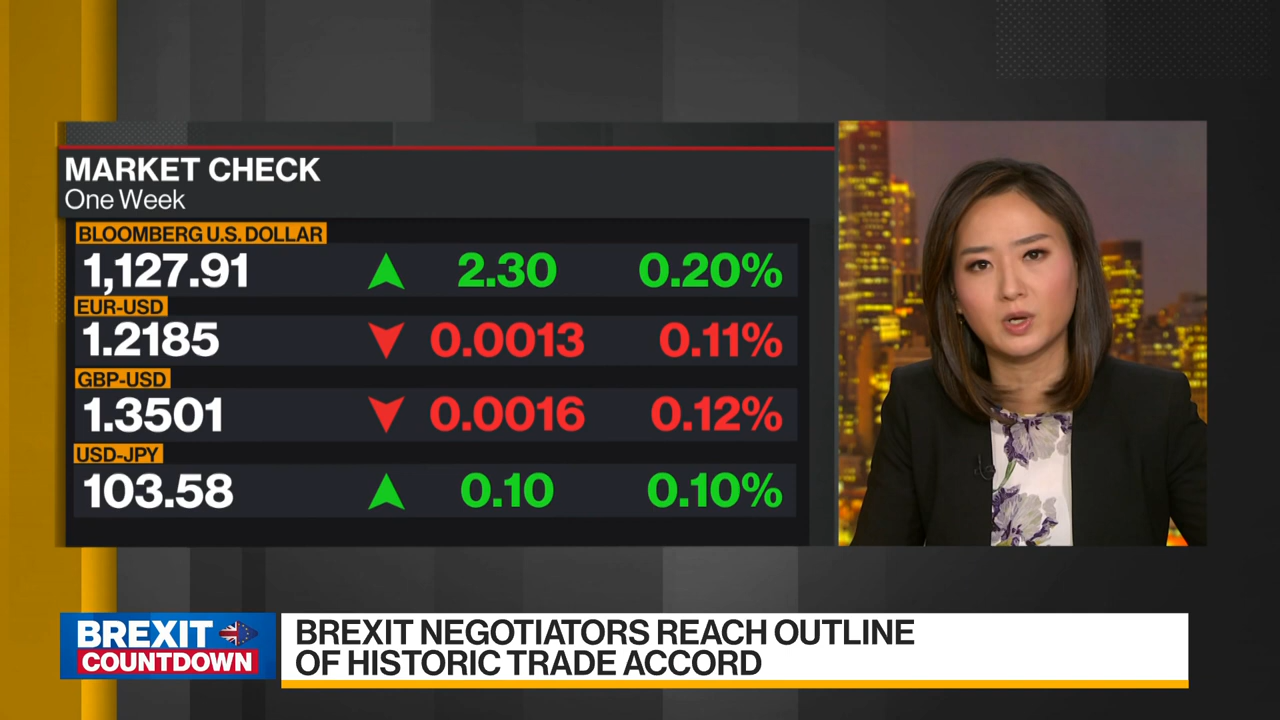 MARKET CHECK
One Week
BLOOMBERG U.S. DOLLAR
1,127.91 2.30 0.20%
EUR-USD
1.2185 0.0013 0.11%
GBP-USD
1.3501 0.0016 0.12%
USD-JPY
103.58 0.10 0.10%
BREXIT
COUNTDOWN
BREXIT NEGOTIATORS REACH OUTLINE
OF HISTORIC TRADE ACCORD